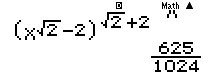 D Math ▲
(x√2-2)^(√2+2)
625/1024